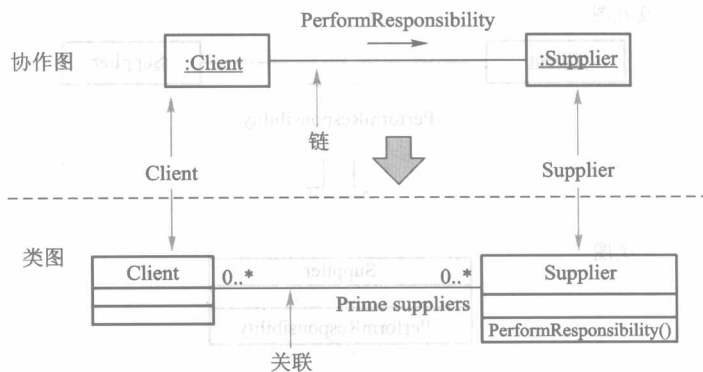 PerformResponsibility
协作图
:Client
:Supplier
链
Client
Supplier
类图
Client
0..*
0..*
Supplier
Prime suppliers
PerformResponsibility()
关联